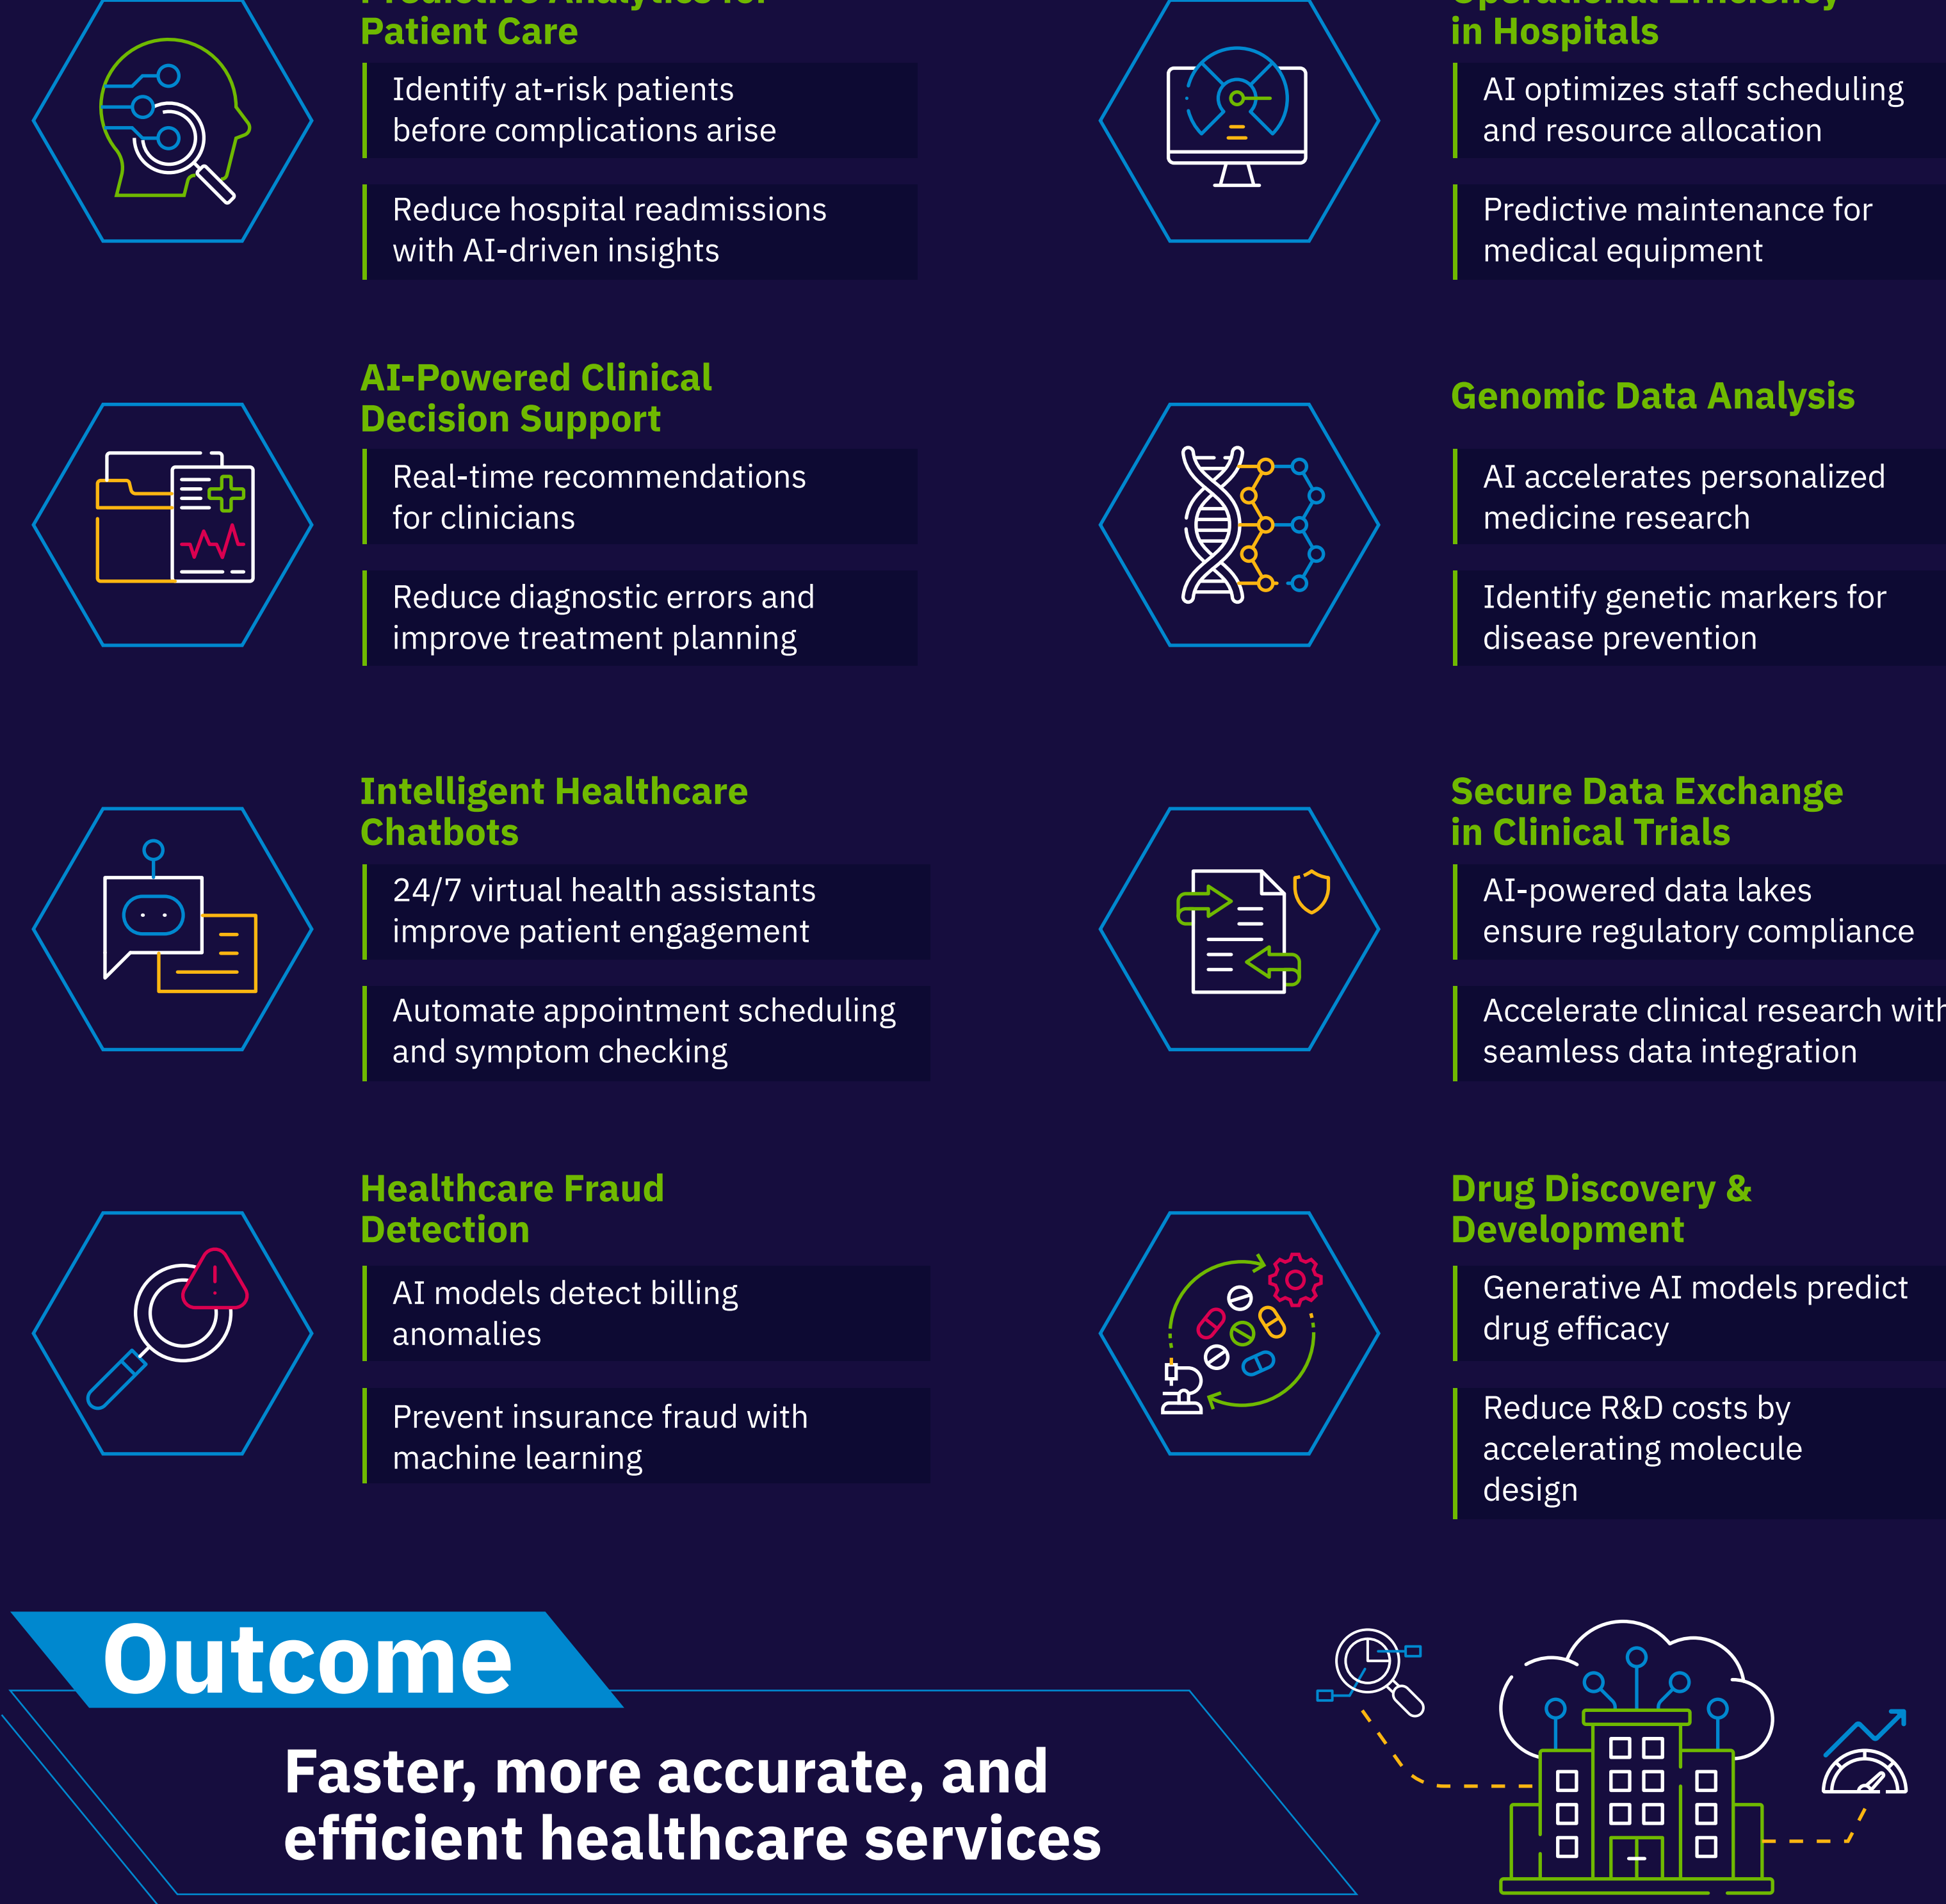 Predictive Analytics for
Patient Care
Identify at-risk patients
before complications arise
Reduce hospital readmissions
with AI-driven insights
Operational Efficiency
in Hospitals
AI optimizes staff scheduling
and resource allocation
Predictive maintenance for
medical equipment
AI-Powered Clinical
Decision Support
Real-time recommendations
for clinicians
Reduce diagnostic errors and
improve treatment planning
Genomic Data Analysis
AI accelerates personalized
medicine research
Identify genetic markers for
disease prevention
Intelligent Healthcare
Chatbots
24/7 virtual health assistants
improve patient engagement
Automate appointment scheduling
and symptom checking
Secure Data Exchange
in Clinical Trials
AI-powered data lakes
ensure regulatory compliance
Accelerate clinical research with
seamless data integration
Healthcare Fraud
Detection
AI models detect billing
anomalies
Prevent insurance fraud with
machine learning
Drug Discovery &
Development
Generative AI models predict
drug efficacy
Reduce R&D costs by
accelerating molecule
design
Outcome
Faster, more accurate, and
efficient healthcare services